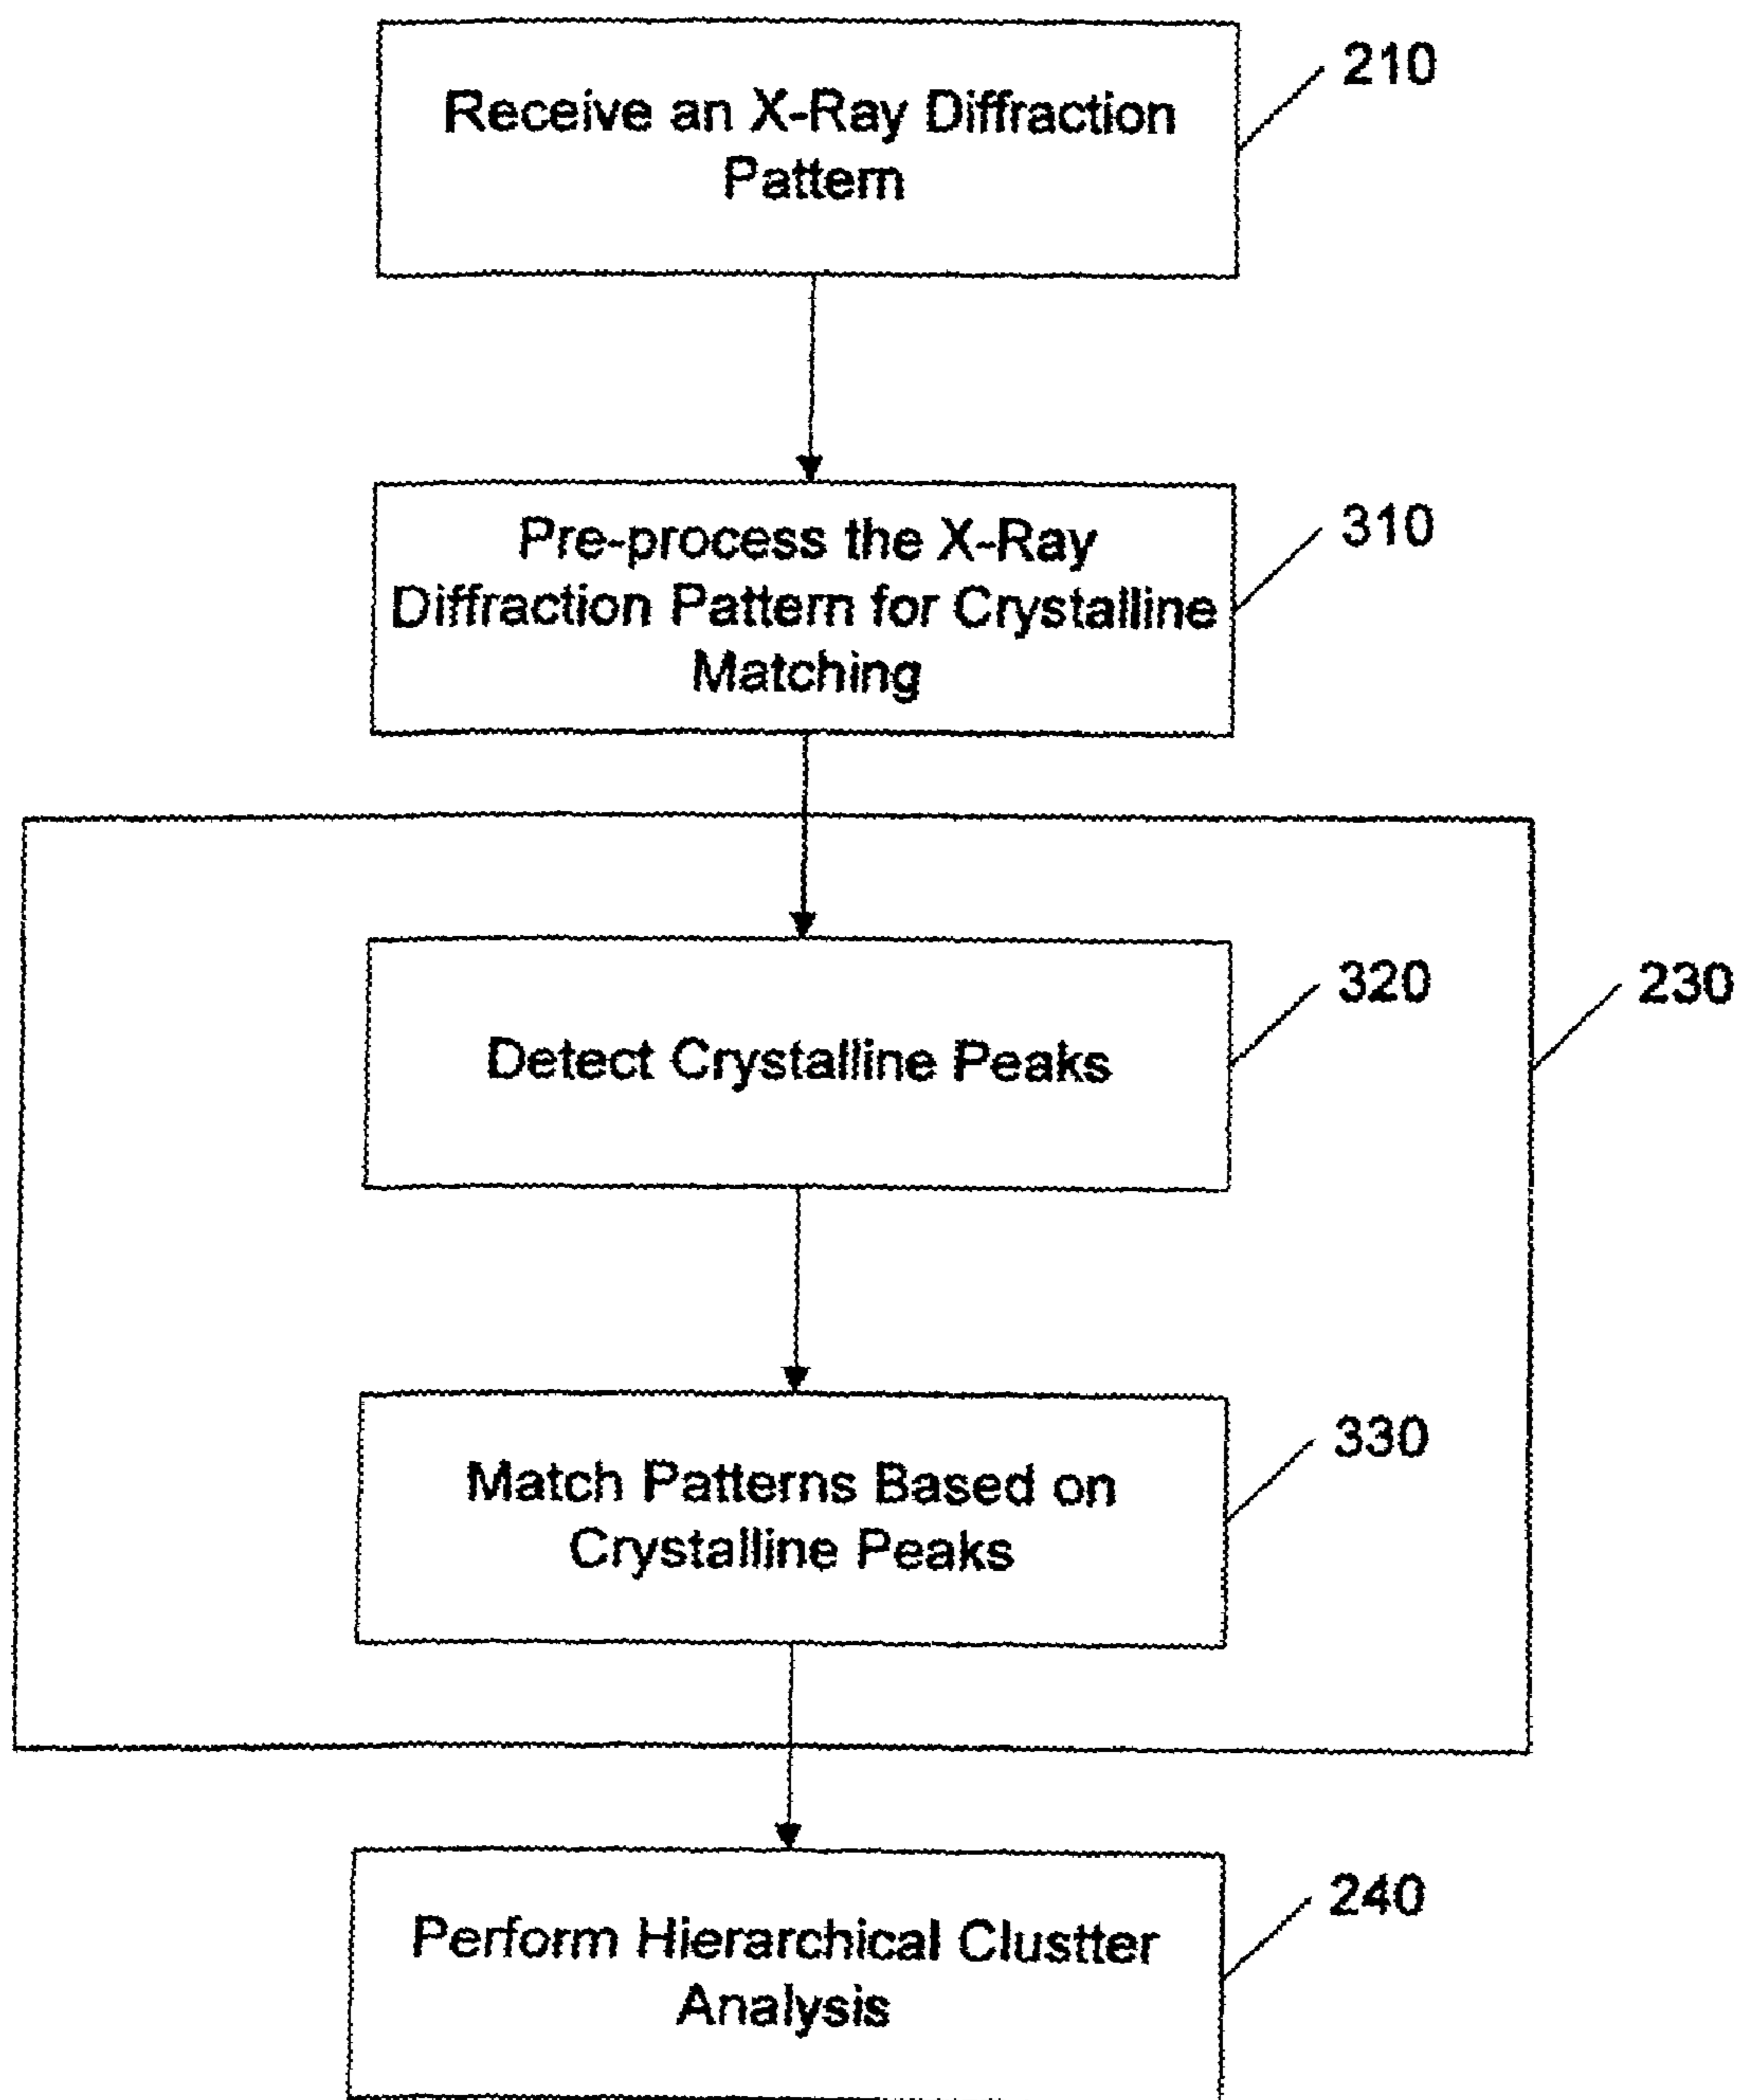 210
Receive an X-Ray Diffraction
Pattern
310
Pre-process the X-Ray
Diffraction Pattern for Crystalline
Matching
320
230
Detect Crystalline Peaks
330
Match Patterns Based on
Crystalline Peaks
240
Perform Hierarchical Clustter
Analysis